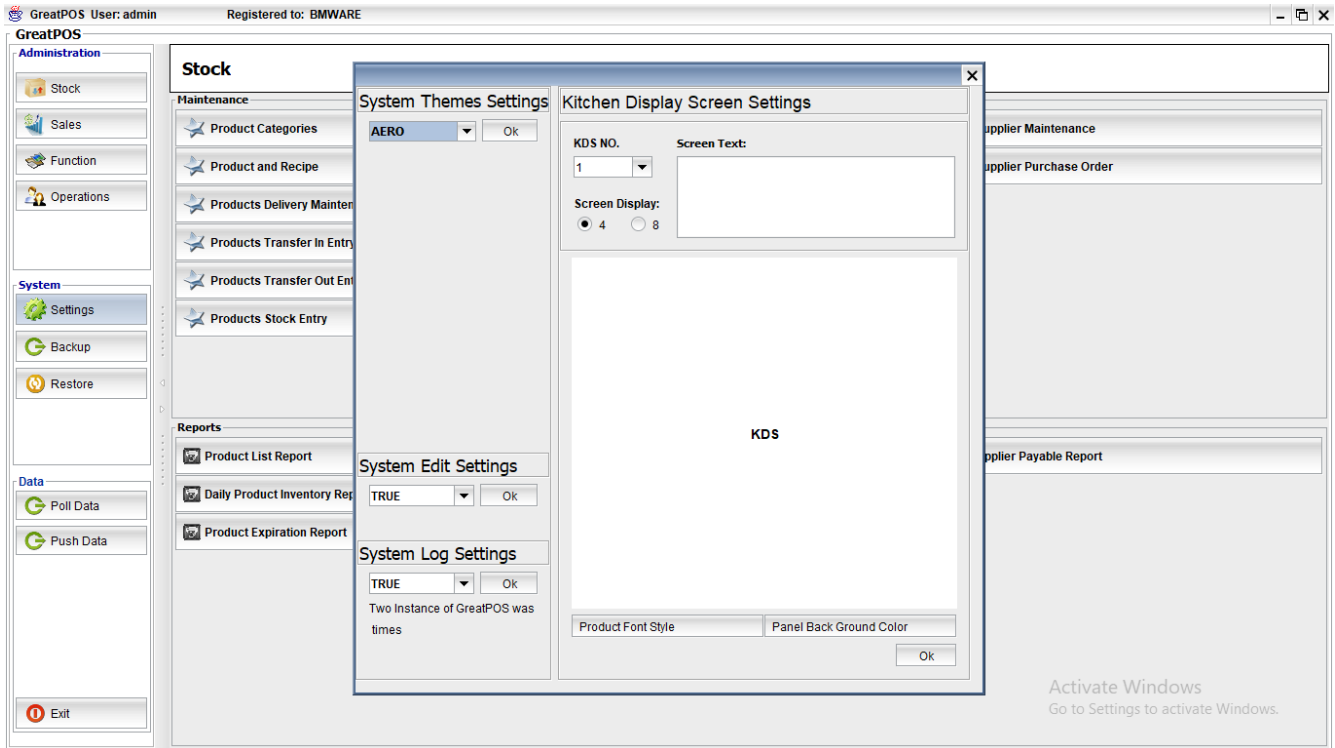 GreatPOS User: admin Registered to: BMWARE
GreatPOS
Administration
Stock
Sales
Function
Operations
System
Settings
Backup
Restore
Data
Poll Data
Push Data
Exit
Stock
Maintenance
Product Categories
Product and Recipe
Products Delivery Mainten
Products Transfer In Entry
Products Transfer Out Ent
Products Stock Entry
Reports
Product List Report
Daily Product Inventory Rep
Product Expiration Report
System Themes Settings
AERO Ok
System Edit Settings
TRUE Ok
System Log Settings
TRUE Ok
Two Instance of GreatPOS was
times
Kitchen Display Screen Settings
KDS NO. Screen Text:
1
Screen Display:
4 8
KDS
Product Font Style Panel Back Ground Color
Ok
upplier Maintenance
upplier Purchase Order
pplier Payable Report
Activate Windows
Go to Settings to activate Windows.